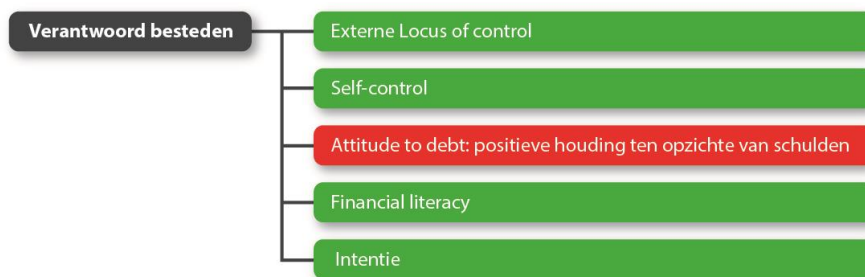 Verantwoord besteden
Externe Locus of control
Self-control
Attitude to debt: positieve houding ten opzichte van schulden
Financial literacy
Intentie